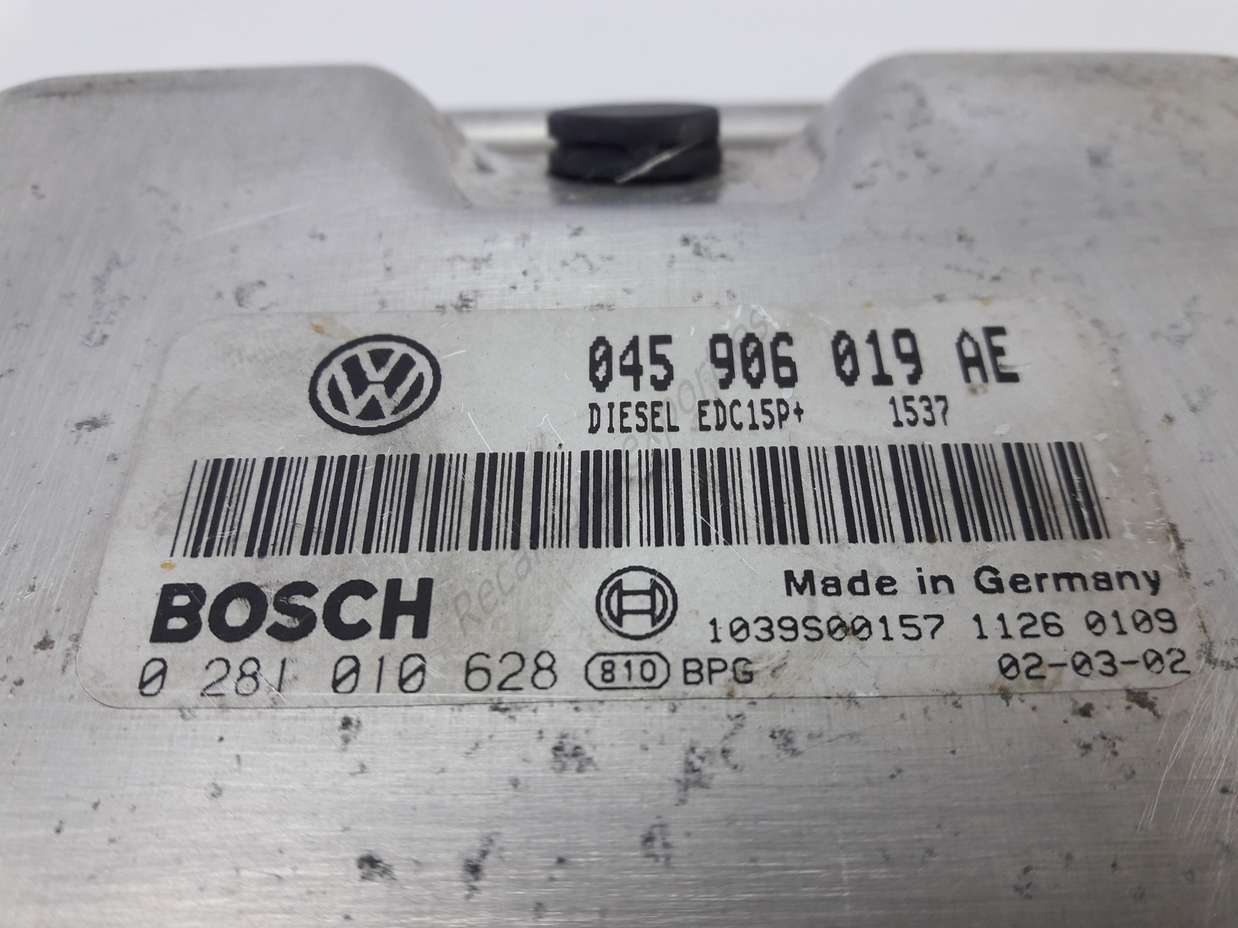 045 906 019 AE
DIESEL EDC15P+ 1537
BOSCH
Made in Germany
1039S00157 1126 0109
0 281 010 628 810 BPG 02-03-02